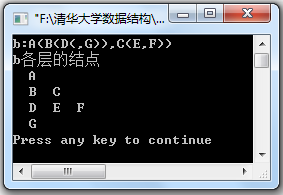 "F:\清华大学数据结构\...
b:A(B(D(,G)),C(E,F))
b各层的结点
A
B C
D E F
G
Press any key to continue